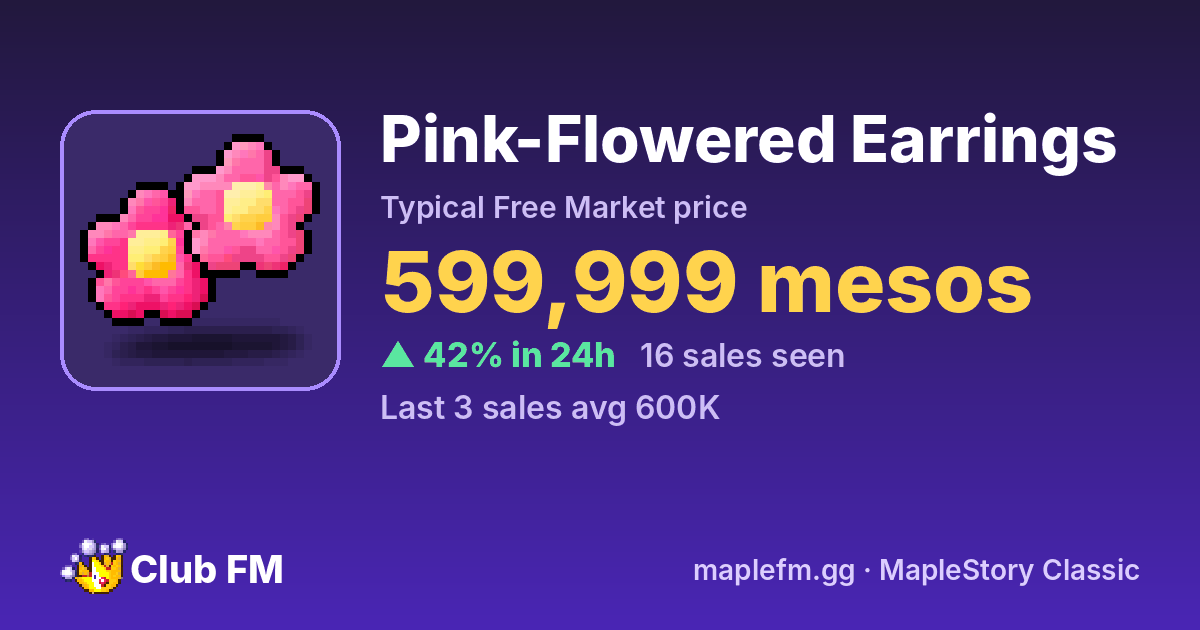 Pink-Flowered Earrings
Typical Free Market price
599,999 mesos
▲ 42% in 24h 16 sales seen
Last 3 sales avg 600K
Club FM
maplefm.gg · MapleStory Classic